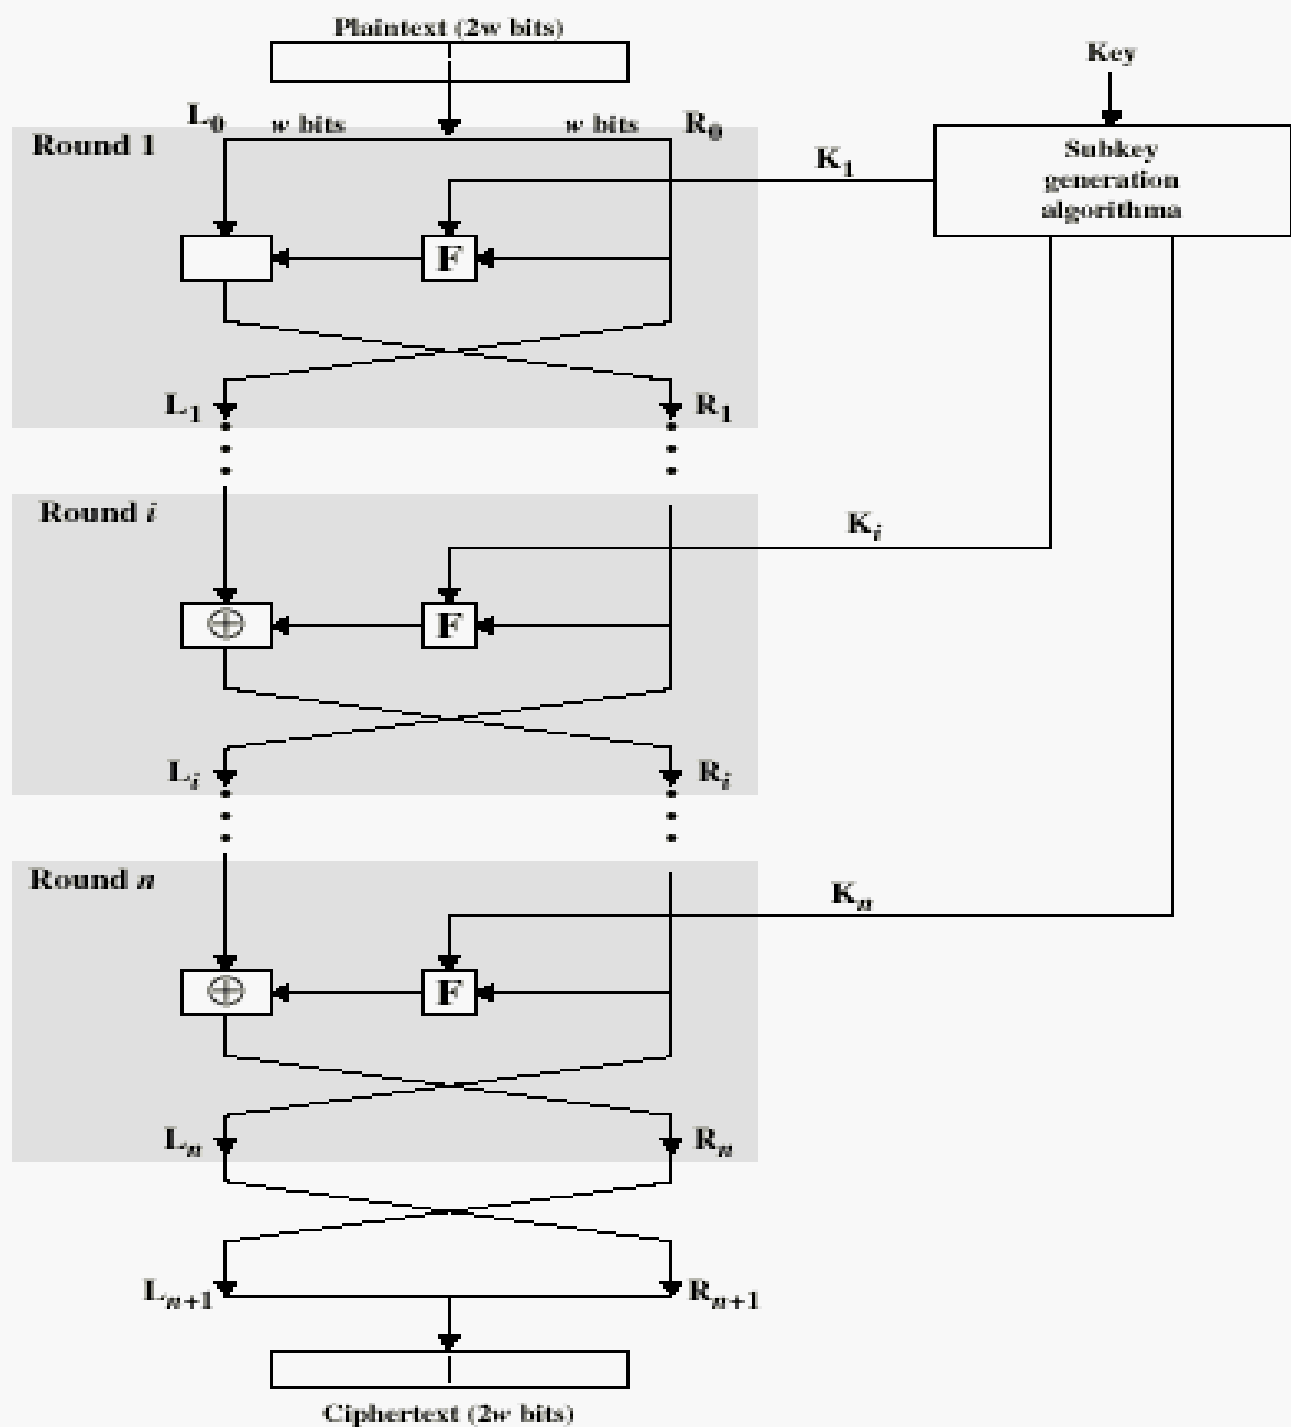 Plaintext (2w bits)
Key
L0 w bits w bits R0
Round 1
K1
Subkey
generation
algorithma
F
L1 R1
Round i
Ki
⊕ F
Li Ri
Round n
Kn
⊕ F
Ln Rn
Ln+1 Rn+1
Ciphertext (2w bits)